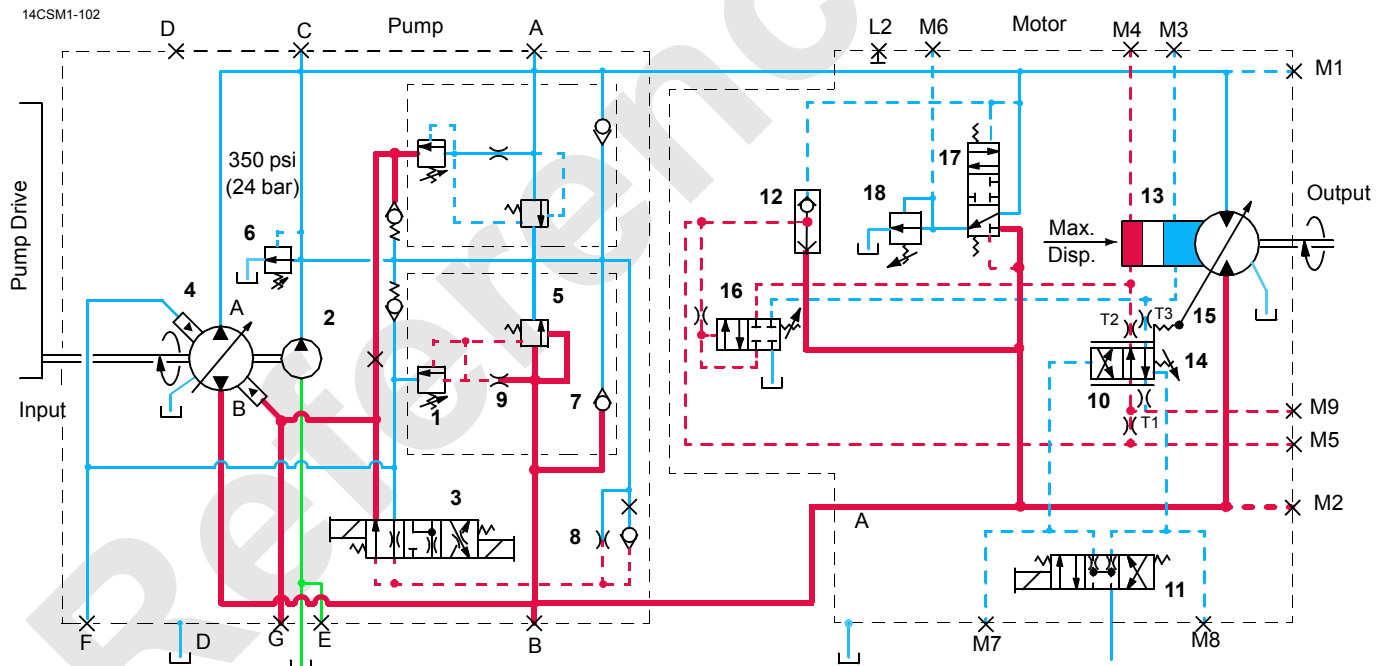 14CSM1-102
D
C
Pump
A
L2
M6
Motor
M4
M3
M1
350 psi
(24 bar)
17
12
18
13
Output
Max.
Disp.
Pump Drive
6
4
A
2
5
16
T2
T3
15
14
B
Input
1
9
7
10
T1
M9
M5
3
8
A
M2
11
F
D
G
E
B
M7
M8
Referenc